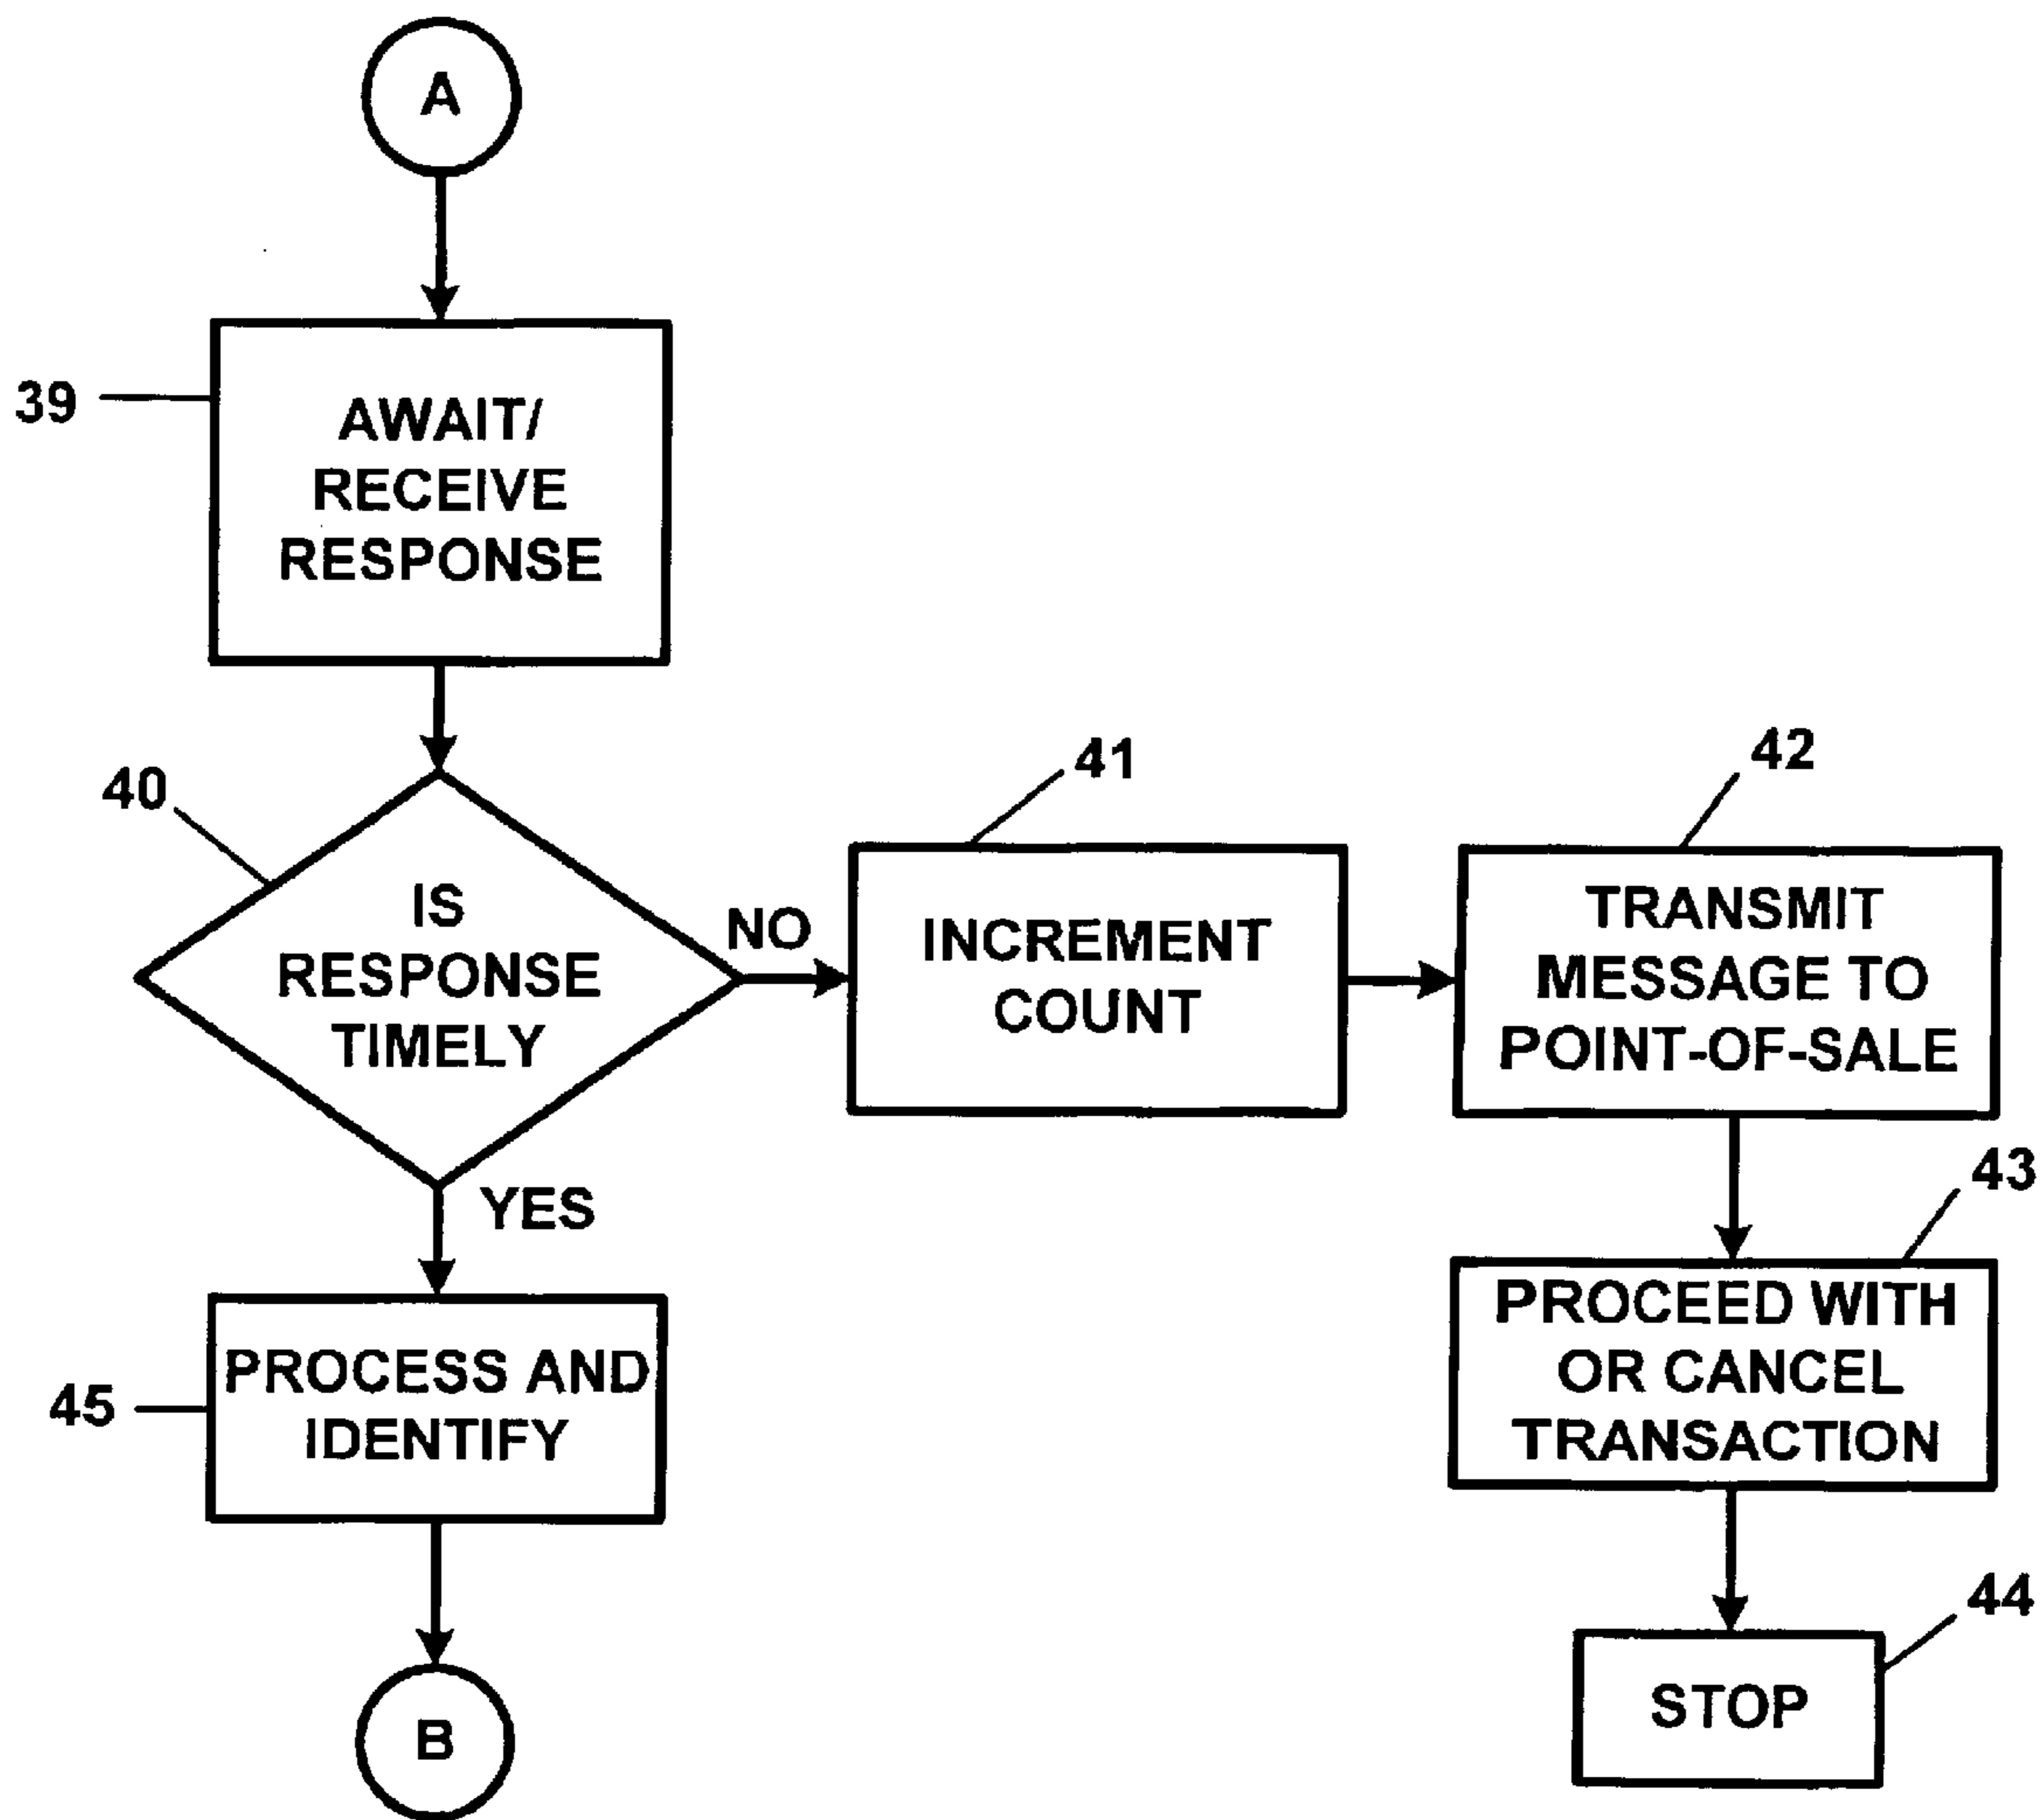 A
39
AWAIT/
RECEIVE
RESPONSE
40
IS
RESPONSE
TIMELY
NO
41
INCREMENT
COUNT
42
TRANSMIT
MESSAGE TO
POINT-OF-SALE
YES
43
PROCEED WITH
OR CANCEL
TRANSACTION
45
PROCESS AND
IDENTIFY
44
STOP
B